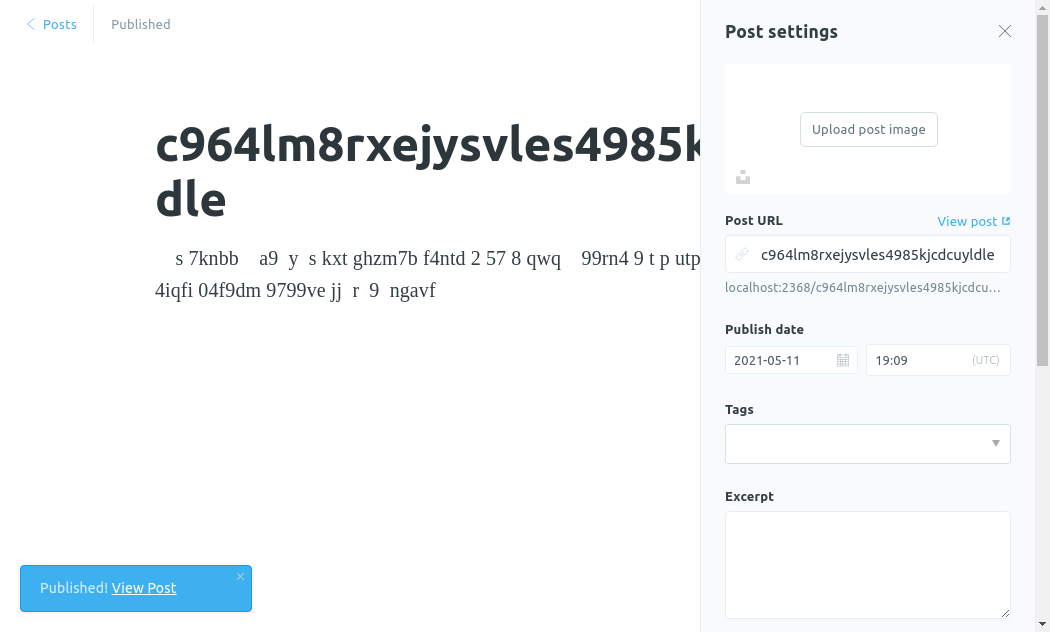 Posts
Published
c964lm8rxejysvles4985k
dle
s 7knbb a9 y s kxt ghzm7b f4ntd 2 57 8 qwq 99rn4 9 t p utp
4iqfi 04f9dm 9799ve jj r 9 ngavf
Published! View Post
Post settings
Upload post image
Post URL
View post
c964lm8rxejysvles4985kjcdcuyldle
localhost:2368/c964lm8rxejysvles4985kjcdcu...
Publish date
2021-05-11
19:09
(UTC)
Tags
Excerpt